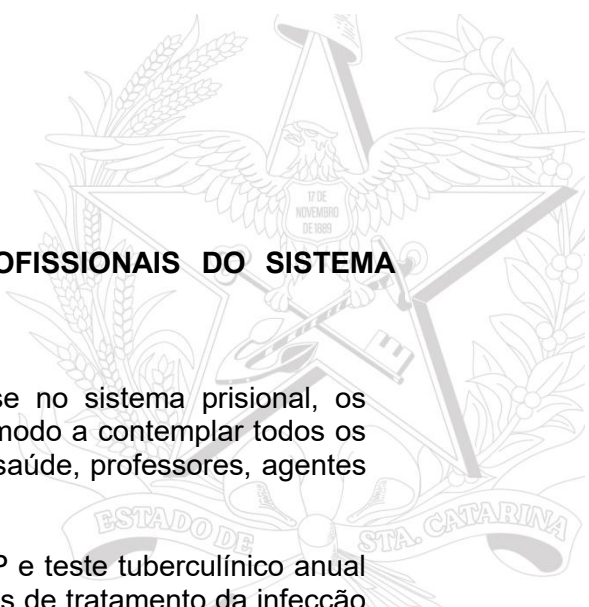 17 DE
NOVEMBRO
DE 1889
OFISSIONAIS DO SISTEMA
se no sistema prisional, os
modo a contemplar todos os
saúde, professores, agentes
ESTADO DE STA. CATARINA
P e teste tuberculínico anual
s de tratamento da infecção